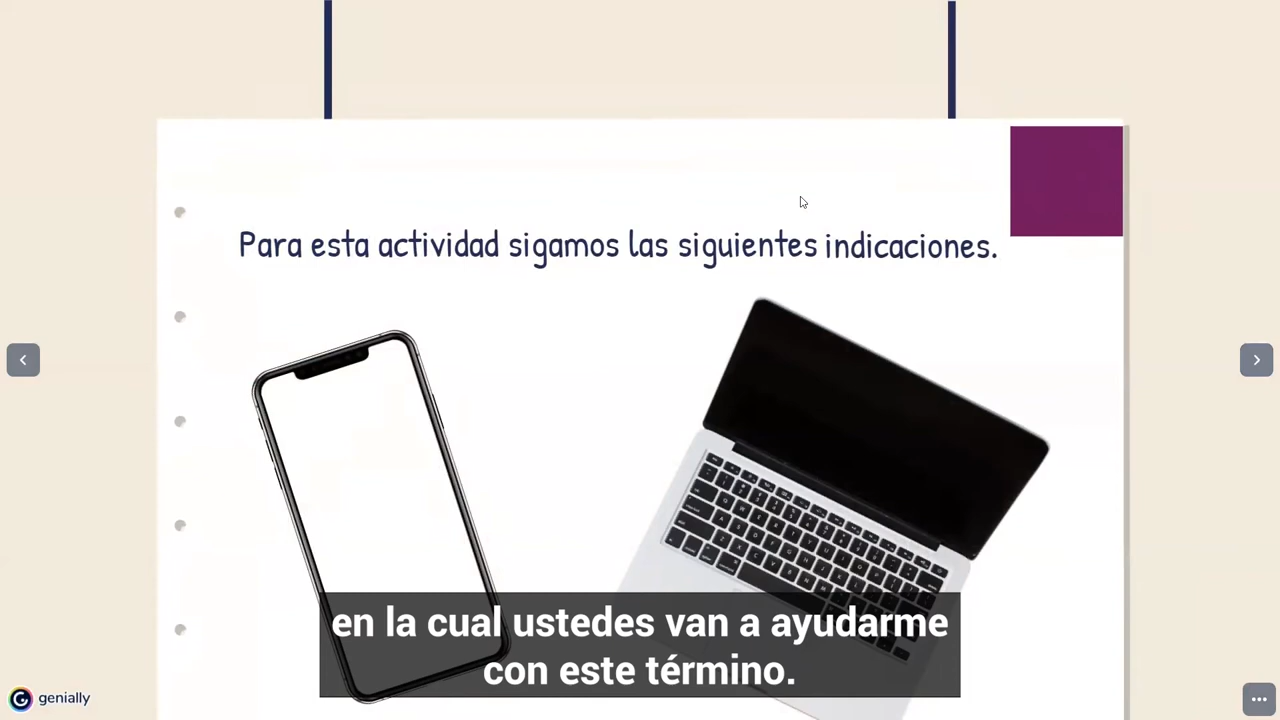 Para esta actividad sigamos las siguientes indicaciones.
en la cual ustedes van a ayudarme
con este término.
genially